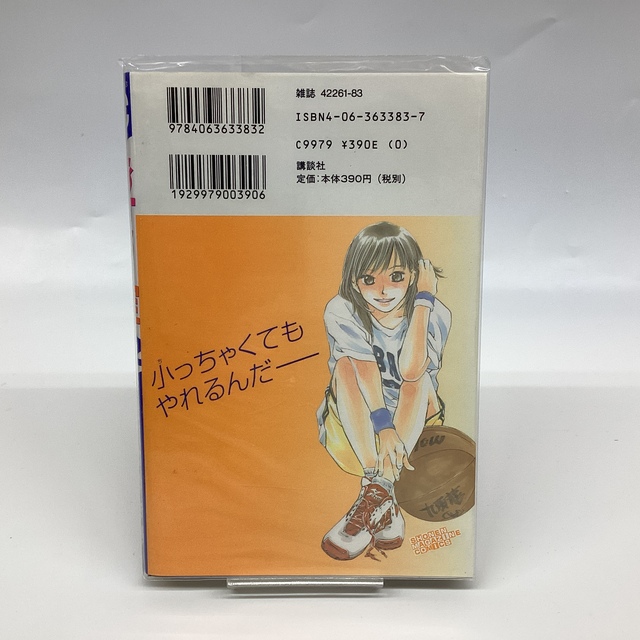 雑誌 42261-83
9784063633832
ISBN4-06-363383-7
C9979 ¥390E (0)
講談社
定価:本体390円(税別)
1929979003906
小っちゃくても
やれるんだ——
SHONEN
MAGAZINE
COMICS